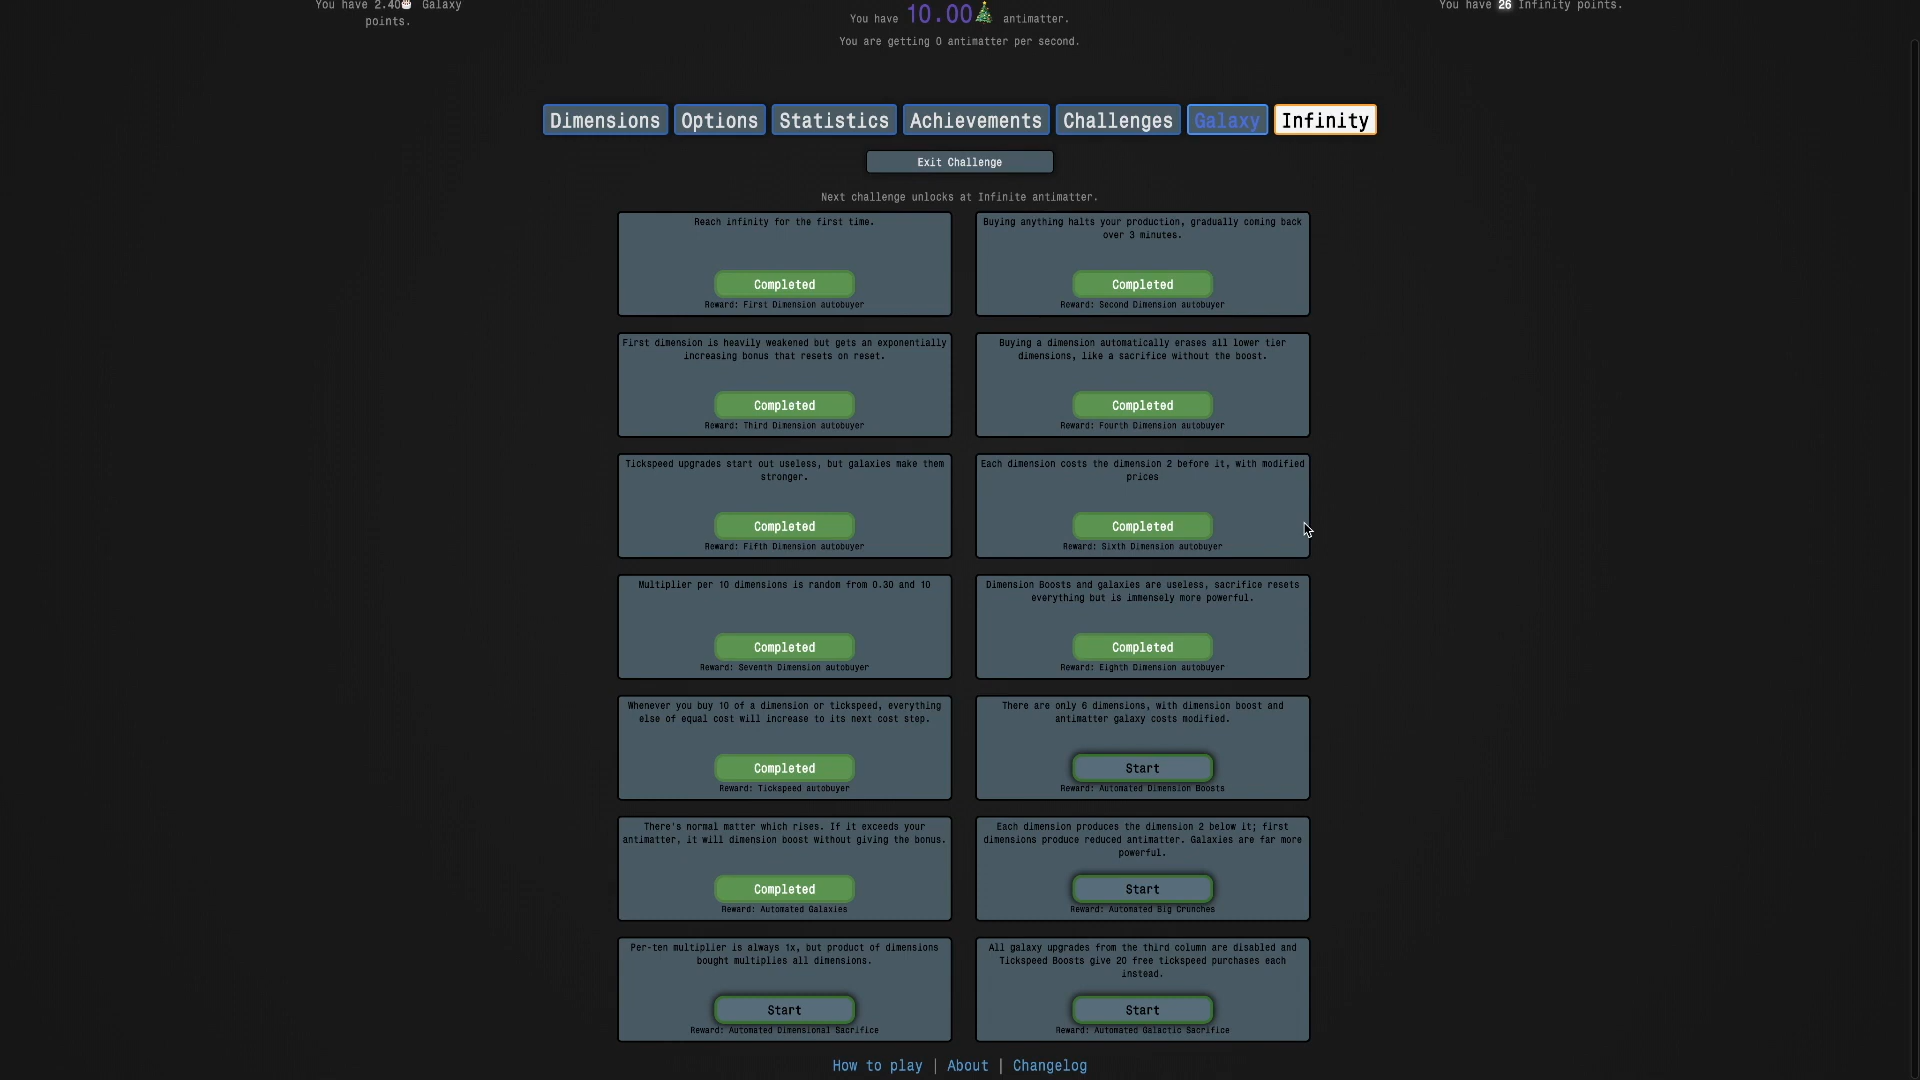 You have 2.40🎂 Galaxy
points.
You have 10.00🎄 antimatter.
You have 26 Infinity points.
You are getting 0 antimatter per second.
Dimensions
Options
Statistics
Achievements
Challenges
Galaxy
Infinity
Exit Challenge
Next challenge unlocks at Infinite antimatter.
Reach infinity for the first time.
Completed
Reward: First Dimension autobuyer
Buying anything halts your production, gradually coming back
over 3 minutes.
Completed
Reward: Second Dimension autobuyer
First dimension is heavily weakened but gets an exponentially
increasing bonus that resets on reset.
Completed
Reward: Third Dimension autobuyer
Buying a dimension automatically erases all lower tier
dimensions, like a sacrifice without the boost.
Completed
Reward: Fourth Dimension autobuyer
Tickspeed upgrades start out useless, but galaxies make them
stronger.
Completed
Reward: Fifth Dimension autobuyer
Each dimension costs the dimension 2 before it, with modified
prices
Completed
Reward: Sixth Dimension autobuyer
Multiplier per 10 dimensions is random from 0.30 and 10
Completed
Reward: Seventh Dimension autobuyer
Dimension Boosts and galaxies are useless, sacrifice resets
everything but is immensely more powerful.
Completed
Reward: Eighth Dimension autobuyer
Whenever you buy 10 of a dimension or tickspeed, everything
else of equal cost will increase to its next cost step.
Completed
Reward: Tickspeed autobuyer
There are only 6 dimensions, with dimension boost and
antimatter galaxy costs modified.
Start
Reward: Automated Dimension Boosts
There's normal matter which rises. If it exceeds your
antimatter, it will dimension boost without giving the bonus.
Completed
Reward: Automated Galaxies
Each dimension produces the dimension 2 below it; first
dimensions produce reduced antimatter. Galaxies are far more
powerful.
Start
Reward: Automated Big Crunches
Per-ten multiplier is always 1x, but product of dimensions
bought multiplies all dimensions.
Start
Reward: Automated Dimensional Sacrifice
All galaxy upgrades from the third column are disabled and
Tickspeed Boosts give 20 free tickspeed purchases each
instead.
Start
Reward: Automated Galactic Sacrifice
How to play | About | Changelog